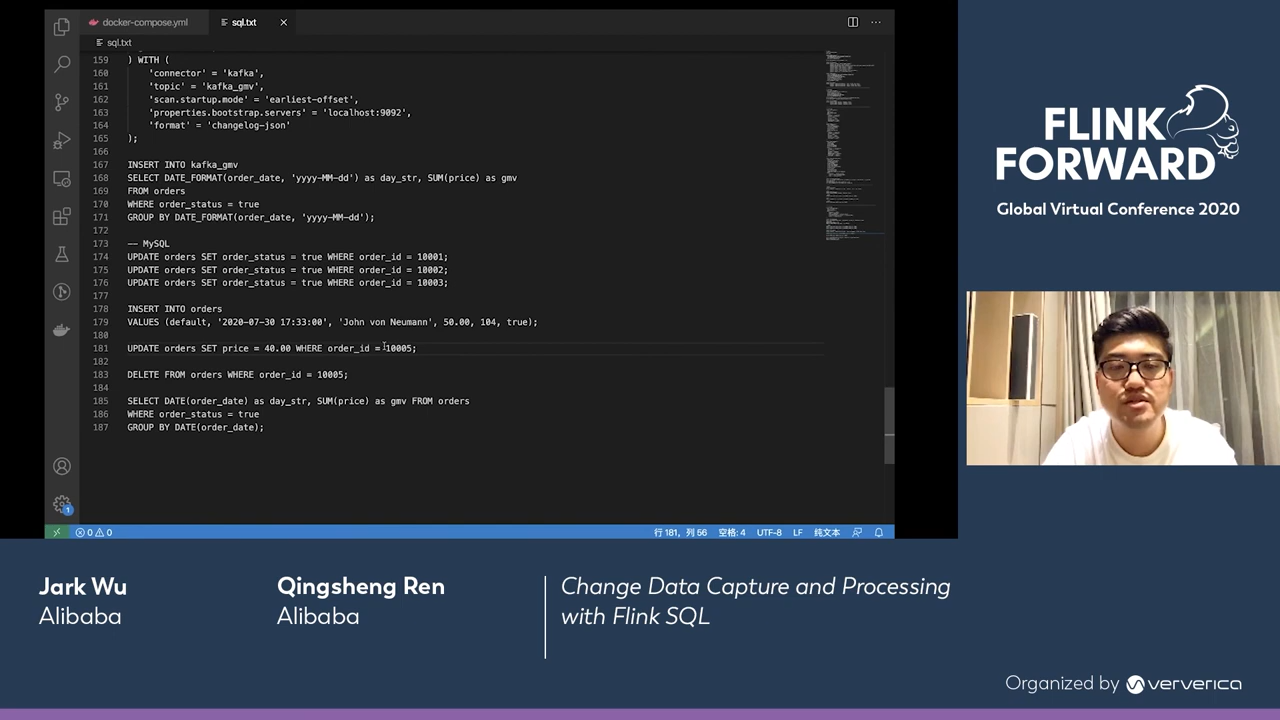 docker-compose.yml
sql.txt
sql.txt
159 ) WITH (
160 'connector' = 'kafka',
161 'topic' = 'kafka_gmv',
162 'scan.startup.mode' = 'earliest-offset',
163 'properties.bootstrap.servers' = 'localhost:9092',
164 'format' = 'changelog-json'
165 );
166
167 INSERT INTO kafka_gmv
168 SELECT DATE_FORMAT(order_date, 'yyyy-MM-dd') as day_str, SUM(price) as gmv
169 FROM orders
170 WHERE order_status = true
171 GROUP BY DATE_FORMAT(order_date, 'yyyy-MM-dd');
172
173 -- MySQL
174 UPDATE orders SET order_status = true WHERE order_id = 10001;
175 UPDATE orders SET order_status = true WHERE order_id = 10002;
176 UPDATE orders SET order_status = true WHERE order_id = 10003;
177
178 INSERT INTO orders
179 VALUES (default, '2020-07-30 17:33:00', 'John von Neumann', 50.00, 104, true);
180
181 UPDATE orders SET price = 40.00 WHERE order_id = 10005;
182
183 DELETE FROM orders WHERE order_id = 10005;
184
185 SELECT DATE(order_date) as day_str, SUM(price) as gmv FROM orders
186 WHERE order_status = true
187 GROUP BY DATE(order_date);
1
0 0 行 181，列 56 空格: 4 UTF-8 LF 纯文本
FLINK
FORWARD
Global Virtual Conference 2020
Jark Wu
Alibaba
Qingsheng Ren
Alibaba
Change Data Capture and Processing
with Flink SQL
Organized by ververica